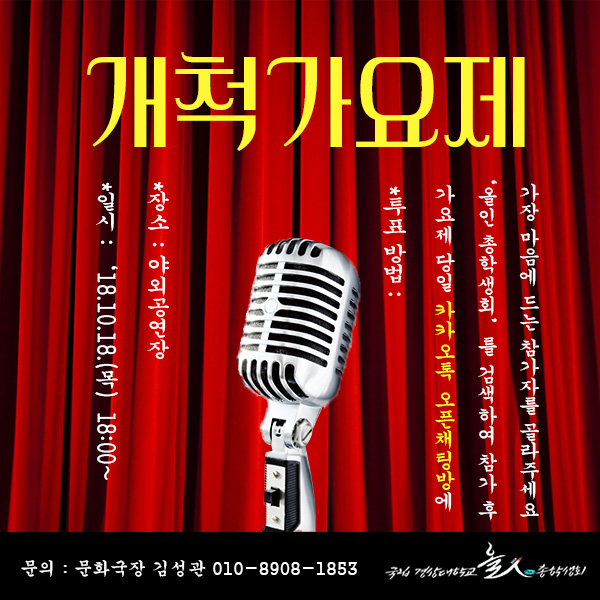 개척가요제
*일시 : '18.10.18.(목) 18:00~
*장소 : 야외공연장
*투표 방법 :
가요제 당일 카카오톡 오픈채팅방에
"올인 총학생회" 를 검색하여 참가 후
가장 마음에 드는 참가자를 골라주세요
문의 : 문화국장 김성관 010-8908-1853
국립 경상대학교 올人 총학생회